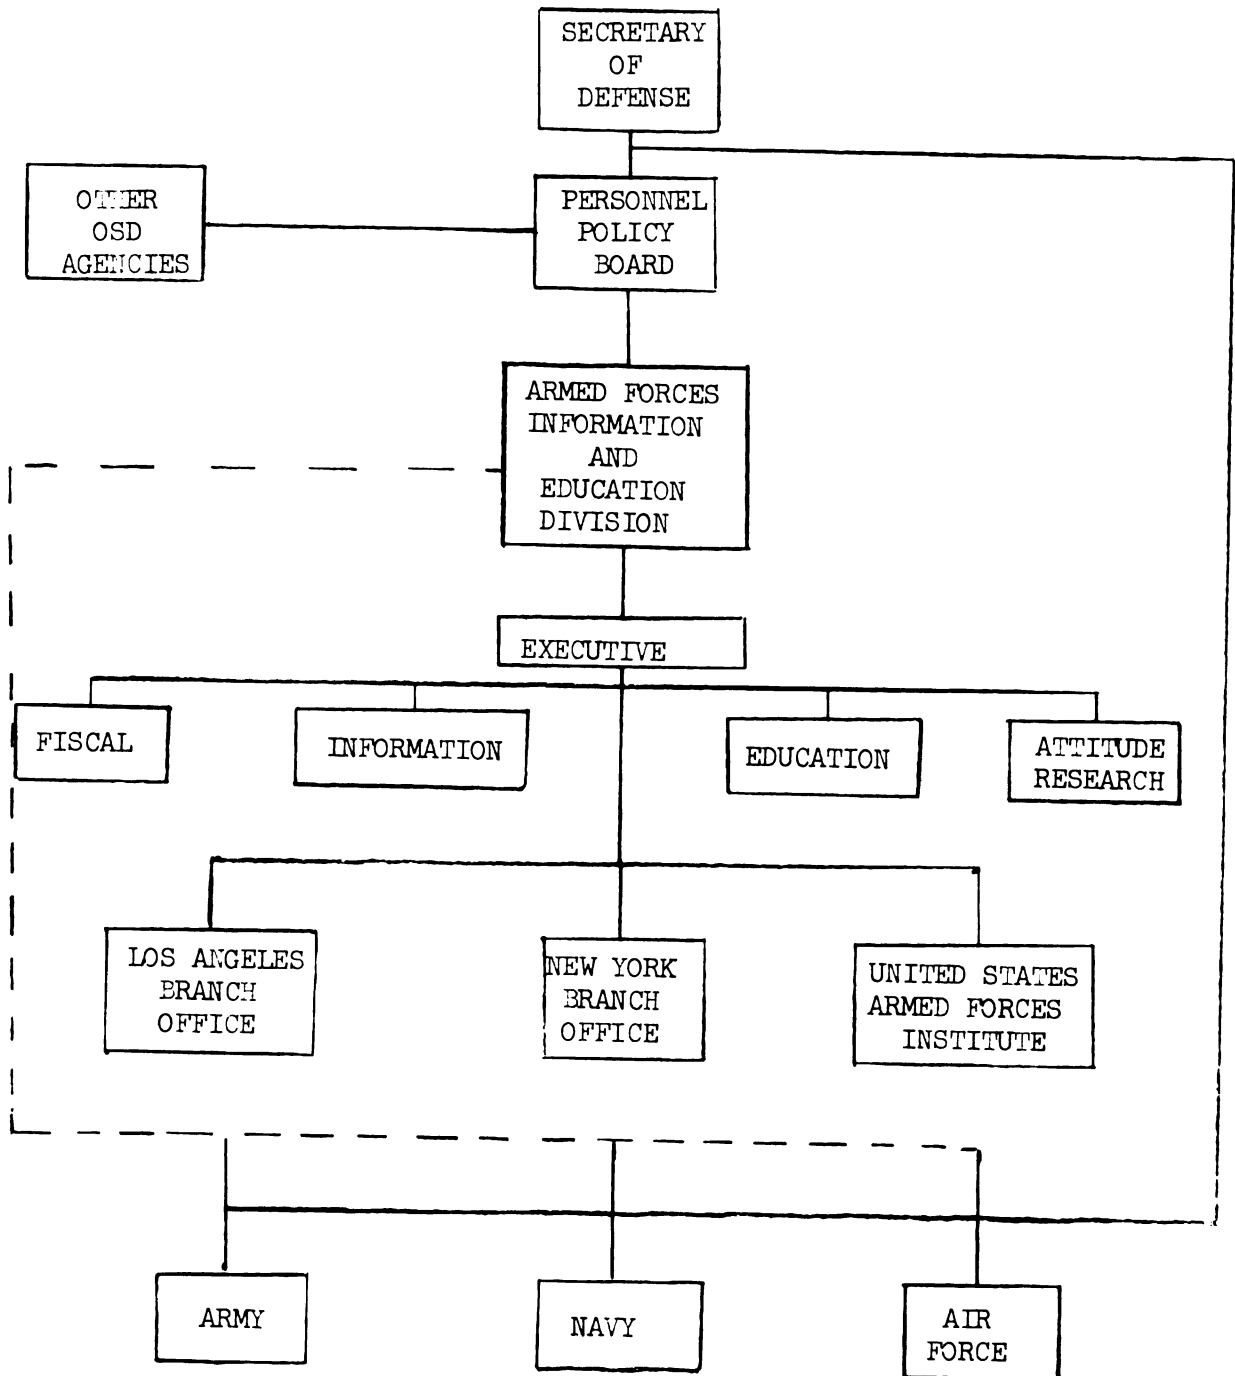 SECRETARY
OF
DEFENSE
OTHER
OSD
AGENCIES
PERSONNEL
POLICY
BOARD
ARMED FORCES
INFORMATION
AND
EDUCATION
DIVISION
EXECUTIVE
FISCAL
INFORMATION
EDUCATION
ATTITUDE
RESEARCH
LOS ANGELES
BRANCH
OFFICE
NEW YORK
BRANCH
OFFICE
UNITED STATES
ARMED FORCES
INSTITUTE
ARMY
NAVY
AIR
FORCE